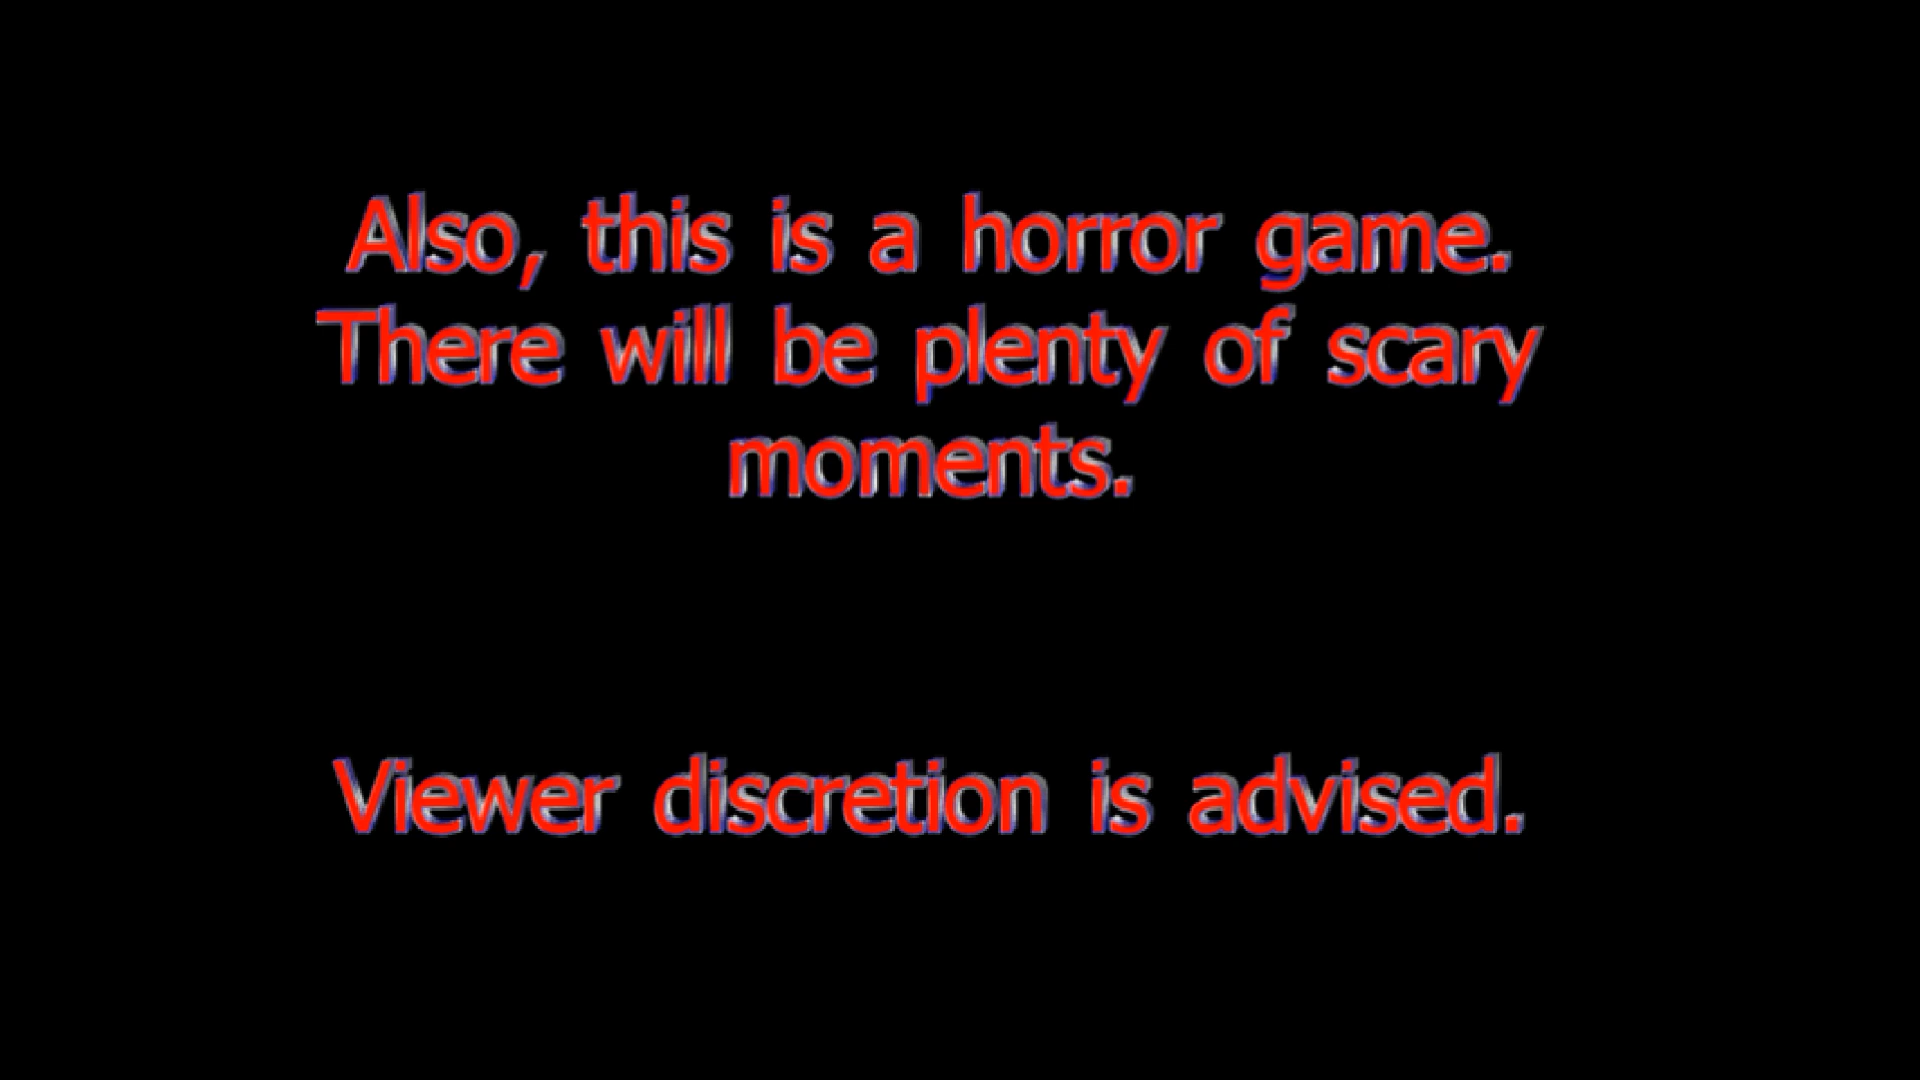 Also, this is a horror game.
There will be plenty of scary
moments.
Viewer discretion is advised.